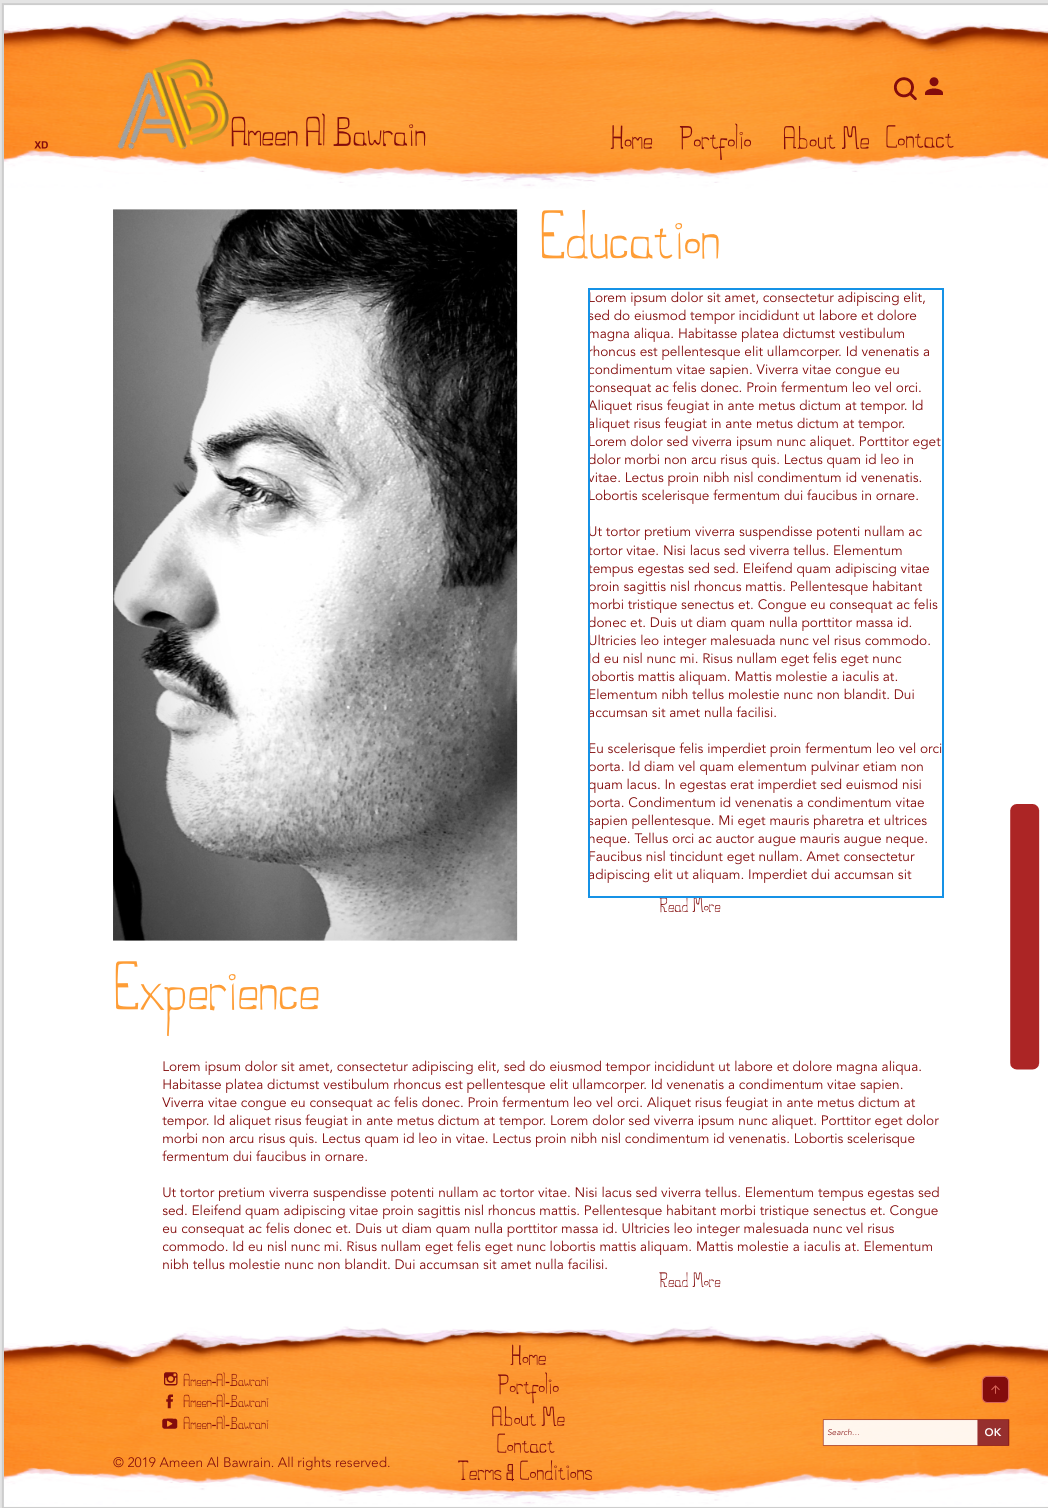 AB
Ameen Al Bawrain
XD
Home Portfolio About Me Contact
Education
Lorem ipsum dolor sit amet, consectetur adipiscing elit,
sed do eiusmod tempor incididunt ut labore et dolore
magna aliqua. Habitasse platea dictumst vestibulum
rhoncus est pellentesque elit ullamcorper. Id venenatis a
condimentum vitae sapien. Viverra vitae congue eu
consequat ac felis donec. Proin fermentum leo vel orci.
Aliquet risus feugiat in ante metus dictum at tempor. Id
aliquet risus feugiat in ante metus dictum at tempor.
Lorem dolor sed viverra ipsum nunc aliquet. Porttitor eget
dolor morbi non arcu risus quis. Lectus quam id leo in
vitae. Lectus proin nibh nisl condimentum id venenatis.
Lobortis scelerisque fermentum dui faucibus in ornare.
Ut tortor pretium viverra suspendisse potenti nullam ac
tortor vitae. Nisi lacus sed viverra tellus. Elementum
tempus egestas sed sed. Eleifend quam adipiscing vitae
proin sagittis nisl rhoncus mattis. Pellentesque habitant
morbi tristique senectus et. Congue eu consequat ac felis
donec et. Duis ut diam quam nulla porttitor massa id.
Ultricies leo integer malesuada nunc vel risus commodo.
Id eu nisl nunc mi. Risus nullam eget felis eget nunc
lobortis mattis aliquam. Mattis molestie a iaculis at.
Elementum nibh tellus molestie nunc non blandit. Dui
accumsan sit amet nulla facilisi.
Eu scelerisque felis imperdiet proin fermentum leo vel orci
porta. Id diam vel quam elementum pulvinar etiam non
quam lacus. In egestas erat imperdiet sed euismod nisi
porta. Condimentum id venenatis a condimentum vitae
sapien pellentesque. Mi eget mauris pharetra et ultrices
neque. Tellus orci ac auctor augue mauris augue neque.
Faucibus nisl tincidunt eget nullam. Amet consectetur
adipiscing elit ut aliquam. Imperdiet dui accumsan sit
Read More
Experience
Lorem ipsum dolor sit amet, consectetur adipiscing elit, sed do eiusmod tempor incididunt ut labore et dolore magna aliqua.
Habitasse platea dictumst vestibulum rhoncus est pellentesque elit ullamcorper. Id venenatis a condimentum vitae sapien.
Viverra vitae congue eu consequat ac felis donec. Proin fermentum leo vel orci. Aliquet risus feugiat in ante metus dictum at
tempor. Id aliquet risus feugiat in ante metus dictum at tempor. Lorem dolor sed viverra ipsum nunc aliquet. Porttitor eget dolor
morbi non arcu risus quis. Lectus quam id leo in vitae. Lectus proin nibh nisl condimentum id venenatis. Lobortis scelerisque
fermentum dui faucibus in ornare.
Ut tortor pretium viverra suspendisse potenti nullam ac tortor vitae. Nisi lacus sed viverra tellus. Elementum tempus egestas sed
sed. Eleifend quam adipiscing vitae proin sagittis nisl rhoncus mattis. Pellentesque habitant morbi tristique senectus et. Congue
eu consequat ac felis donec et. Duis ut diam quam nulla porttitor massa id. Ultricies leo integer malesuada nunc vel risus
commodo. Id eu nisl nunc mi. Risus nullam eget felis eget nunc lobortis mattis aliquam. Mattis molestie a iaculis at. Elementum
nibh tellus molestie nunc non blandit. Dui accumsan sit amet nulla facilisi.
Read More
Ameen-Al-Bawrani
Ameen-Al-Bawrani
Ameen-Al-Bawrani
© 2019 Ameen Al Bawrain. All rights reserved.
Home
Portfolio
About Me
Contact
Terms & Conditions
Search... OK